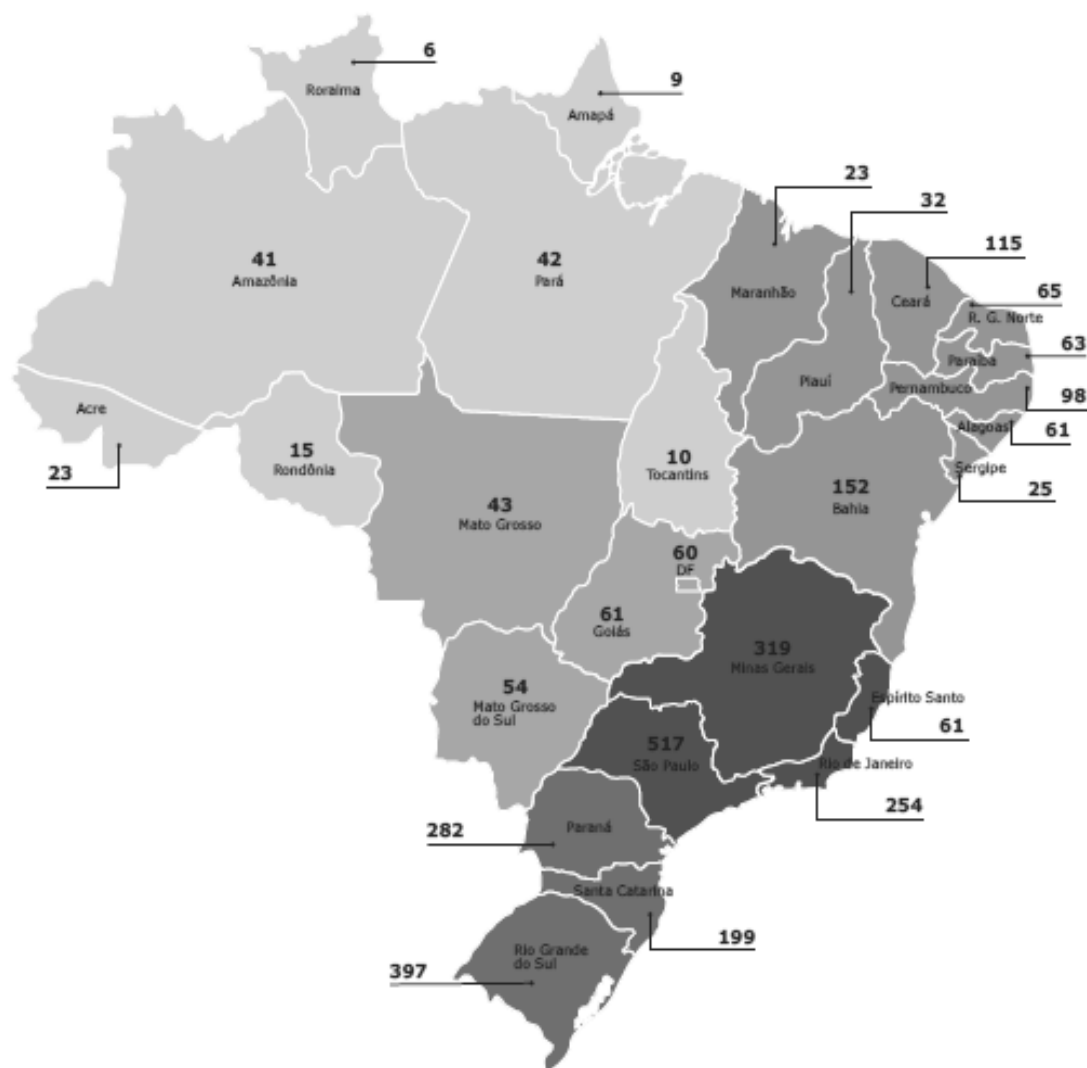 6
Roraima
9
Amapá
23
32
115
41
Amazônia
42
Pará
Maranhão
Ceará
65
R. G. Norte
63
Paraíba
Piauí
Pernambuco
98
Acre
Alagoas
61
23
15
Rondônia
10
Tocantins
Sergipe
25
152
Bahia
43
Mato Grosso
60
DF
61
Goiás
319
Minas Gerais
54
Mato Grosso
do Sul
Espírito Santo
61
517
São Paulo
Rio de Janeiro
254
282
Paraná
Santa Catarina
199
Rio Grande
do Sul
397